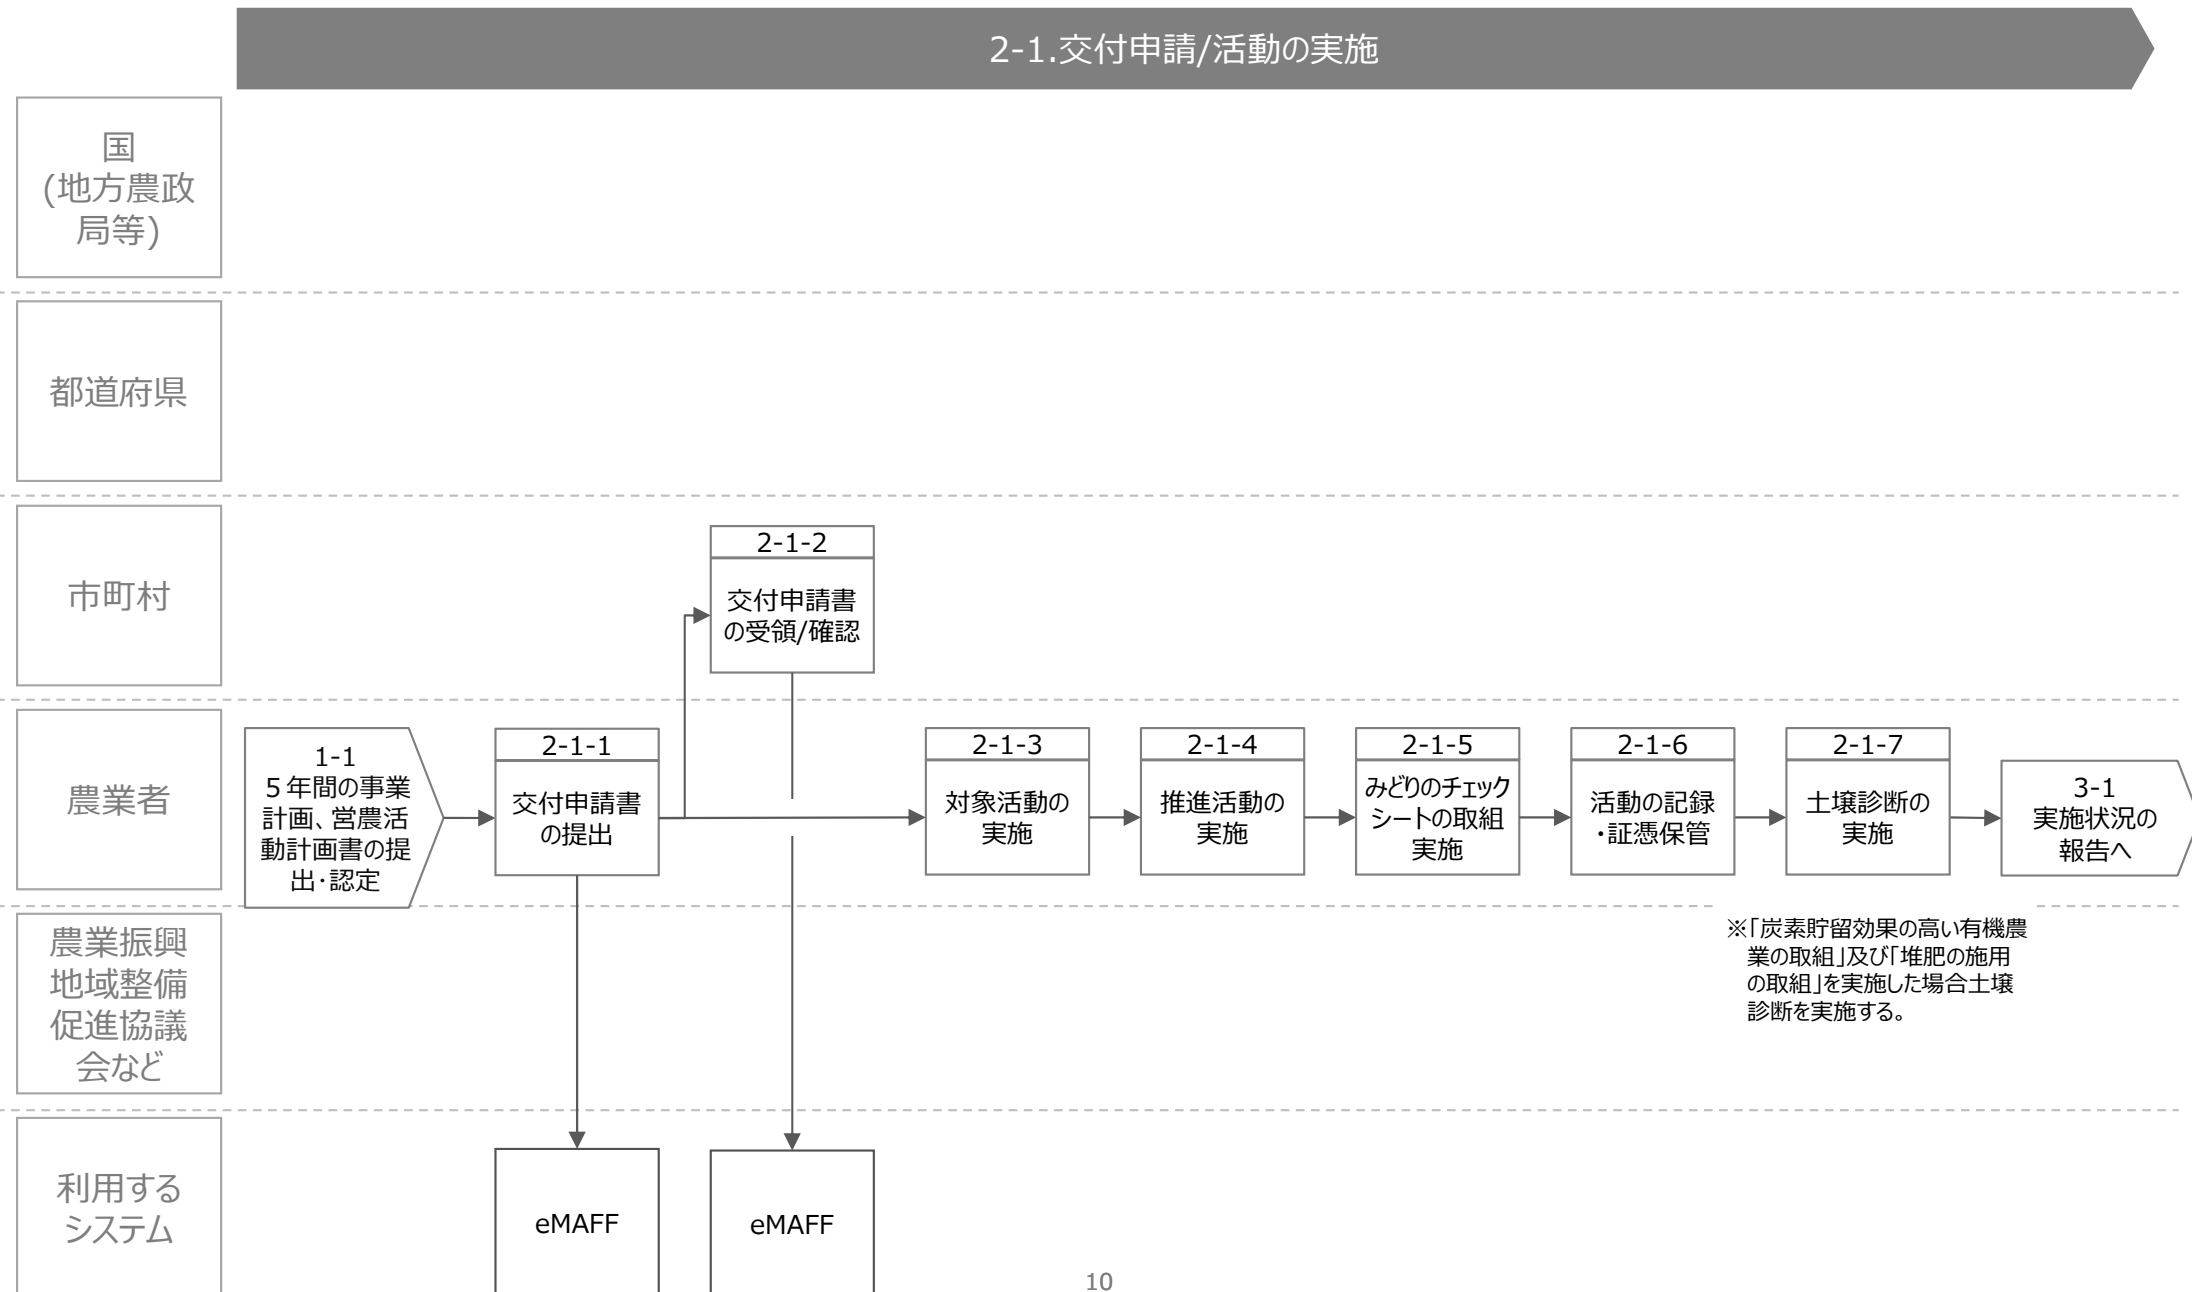 2-1.交付申請/活動の実施
国
(地方農政
局等)
都道府県
市町村
2-1-2
交付申請書
の受領/確認
農業者
1-1
５年間の事業
計画、営農活
動計画書の提
出・認定
2-1-1
交付申請書
の提出
2-1-3
対象活動の
実施
2-1-4
推進活動の
実施
2-1-5
みどりのチェック
シートの取組
実施
2-1-6
活動の記録
・証憑保管
2-1-7
土壌診断の
実施
3-1
実施状況の
報告へ
農業振興
地域整備
促進協議
会など
※「炭素貯留効果の高い有機農
業の取組」及び「堆肥の施用
の取組」を実施した場合土壌
診断を実施する。
利用する
システム
eMAFF
eMAFF
10